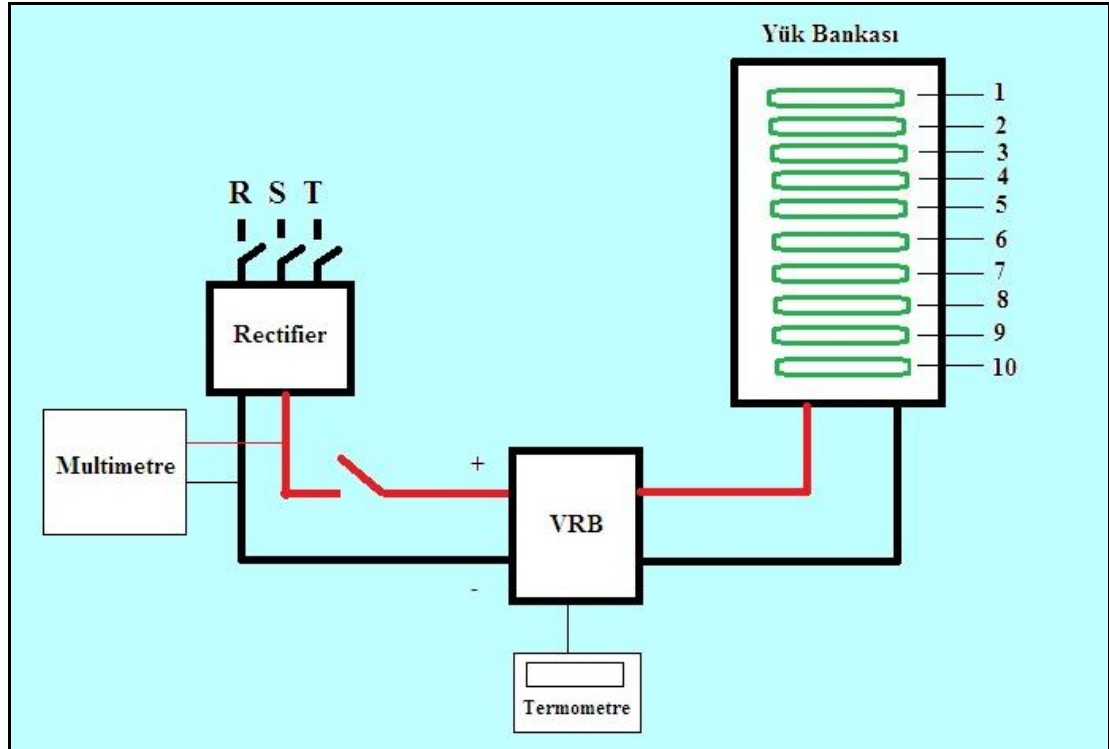 Yük Bankası
1
2
3
4
5
6
7
8
9
10
R S T
Rectifier
Multimetre
+
VRB
-
Termometre